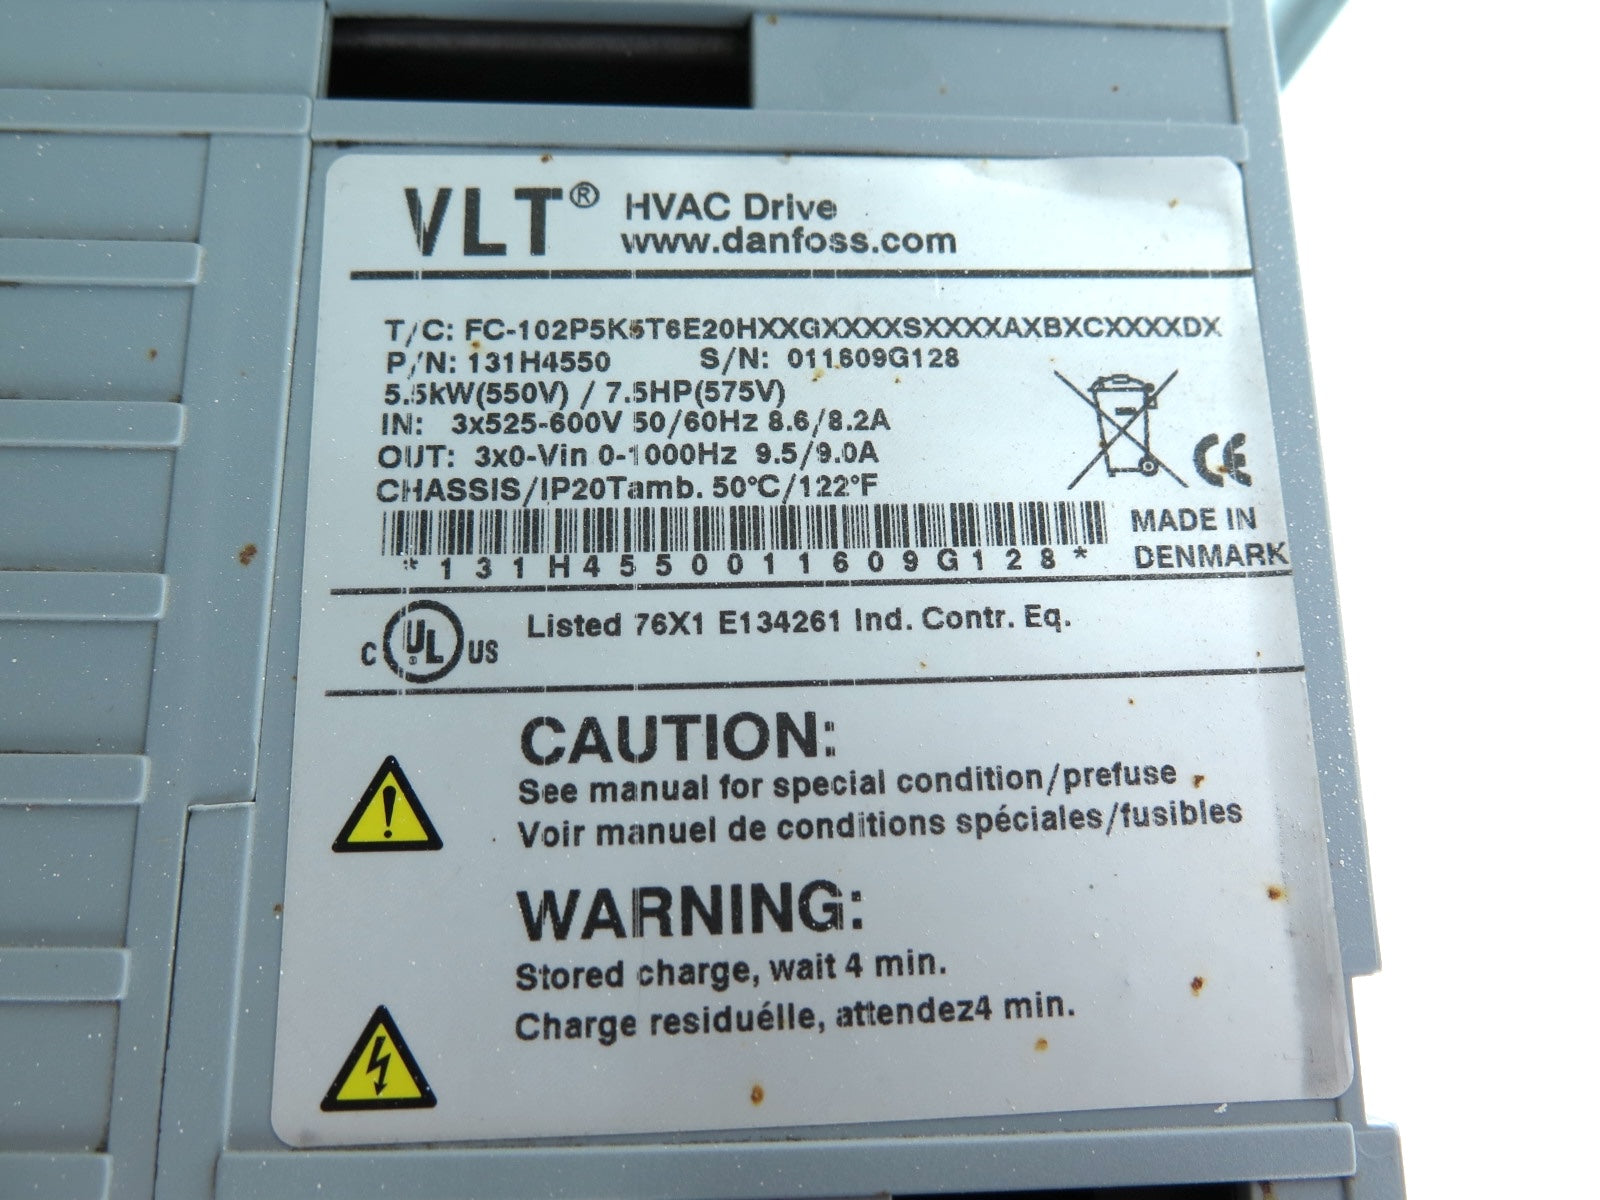 VLT® HVAC Drive
www.danfoss.com
T/C: FC-102P5K5T6E20HXXGXXXXSXXXXAXBXCXXXXDX
P/N: 131H4550 S/N: 011609G128
5.5kW(550V) / 7.5HP(575V)
IN: 3x525-600V 50/60Hz 8.6/8.2A
OUT: 3x0-Vin 0-1000Hz 9.5/9.0A
CHASSIS/IP20Tamb. 50°C/122°F
CE
MADE IN
DENMARK
*131H4550011609G128*
C UL® US Listed 76X1 E134261 Ind. Contr. Eq.
CAUTION:
See manual for special condition/prefuse
Voir manuel de conditions spéciales/fusibles
WARNING:
Stored charge, wait 4 min.
Charge residuélle, attendez4 min.